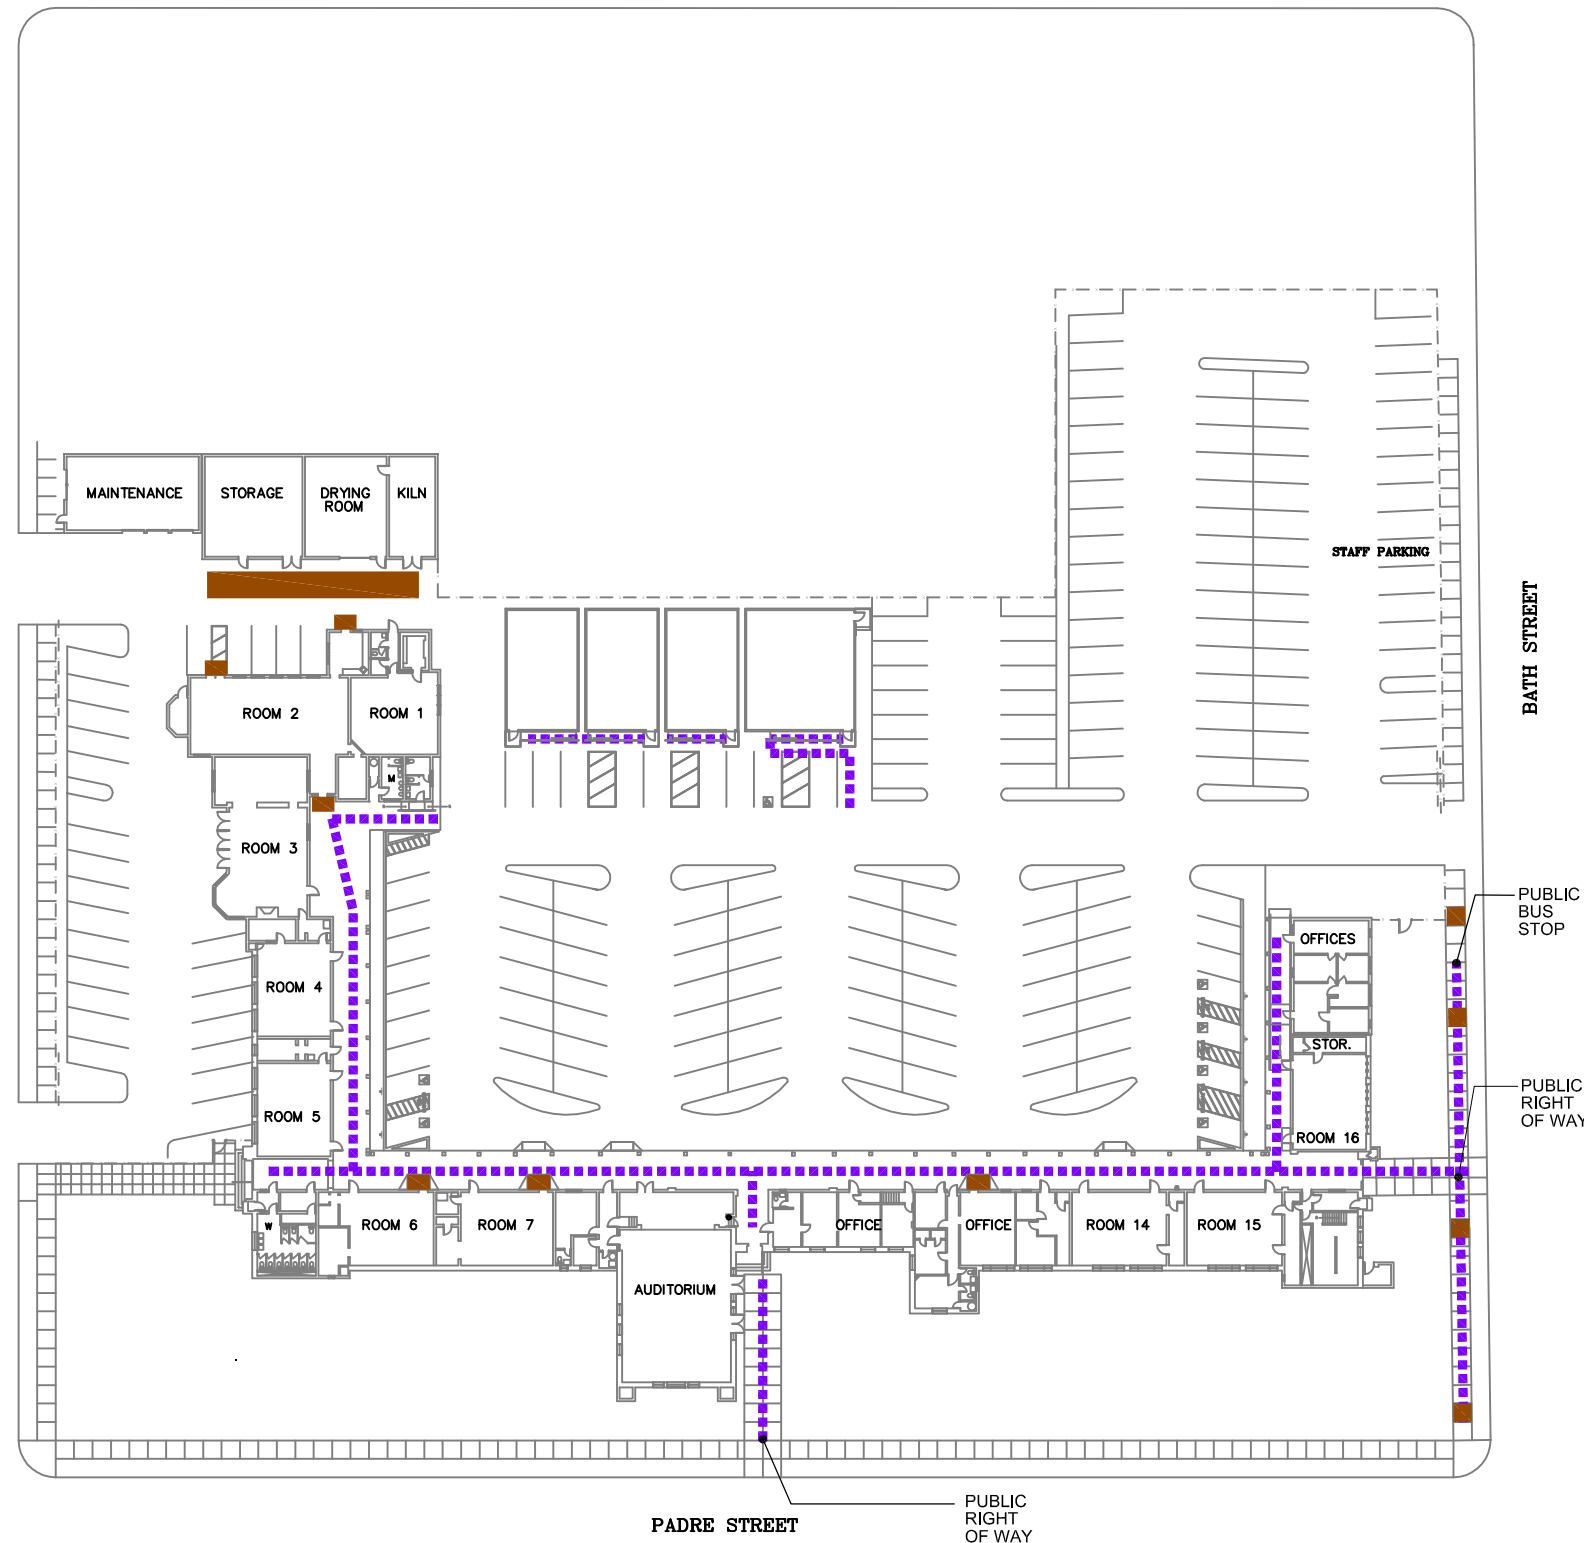 MAINTENANCE
STORAGE
DRYING
ROOM
KILN
STAFF PARKING
BATH STREET
ROOM 2
ROOM 1
M
ROOM 3
PUBLIC
BUS
STOP
OFFICES
ROOM 4
STOR.
PUBLIC
RIGHT
OF WAY
ROOM 5
ROOM 16
W
ROOM 6
ROOM 7
OFFICE
OFFICE
ROOM 14
ROOM 15
AUDITORIUM
PUBLIC
RIGHT
OF WAY
PADRE STREET